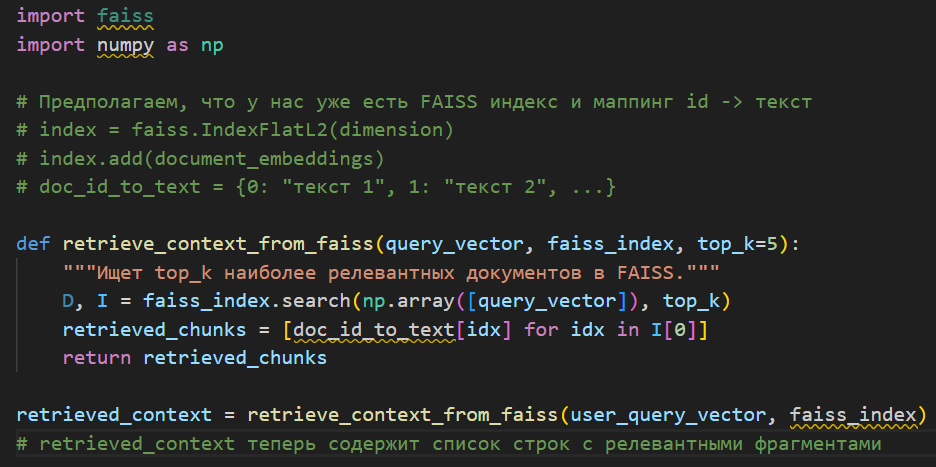 import faiss
import numpy as np
# Предполагаем, что у нас уже есть FAISS индекс и маппинг id -> текст
# index = faiss.IndexFlatL2(dimension)
# index.add(document_embeddings)
# doc_id_to_text = {0: "текст 1", 1: "текст 2", ...}
def retrieve_context_from_faiss(query_vector, faiss_index, top_k=5):
    """Ищет top_k наиболее релевантных документов в FAISS."""
    D, I = faiss_index.search(np.array([query_vector]), top_k)
    retrieved_chunks = [doc_id_to_text[idx] for idx in I[0]]
    return retrieved_chunks
retrieved_context = retrieve_context_from_faiss(user_query_vector, faiss_index)
# retrieved_context теперь содержит список строк с релевантными фрагментами